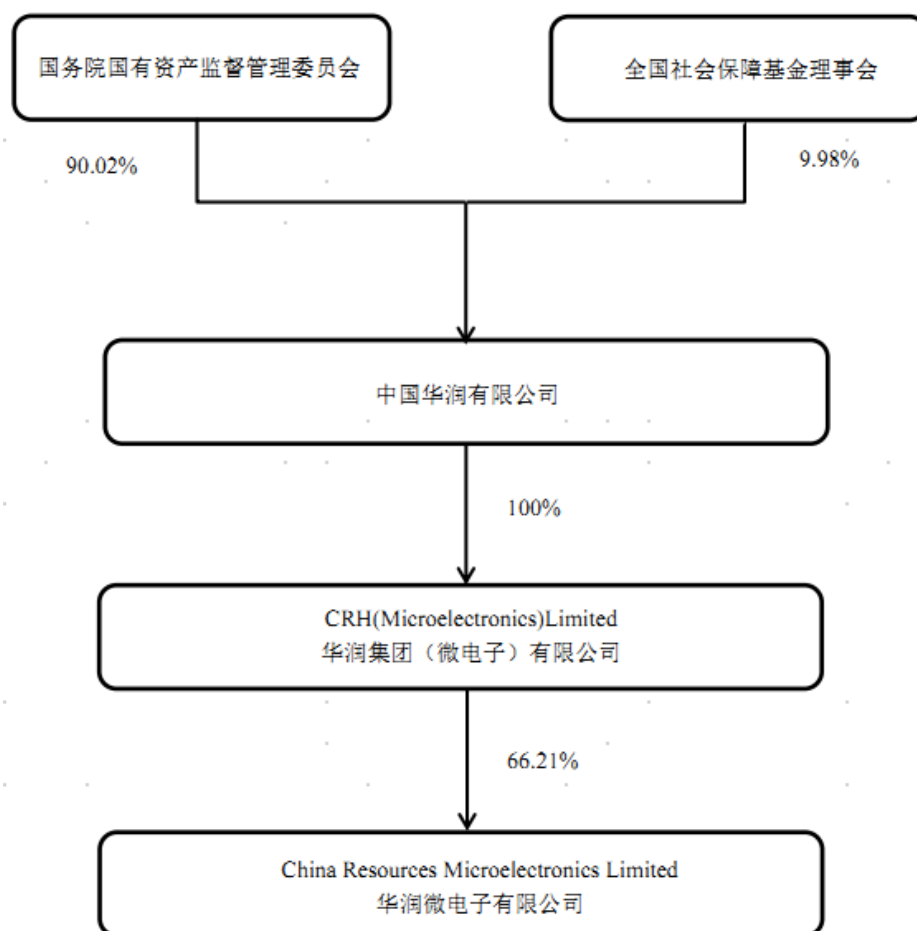 国务院国有资产监督管理委员会
全国社会保障基金理事会
90.02%
9.98%
中国华润有限公司
100%
CRH(Microelectronics)Limited
华润集团（微电子）有限公司
66.21%
China Resources Microelectronics Limited
华润微电子有限公司